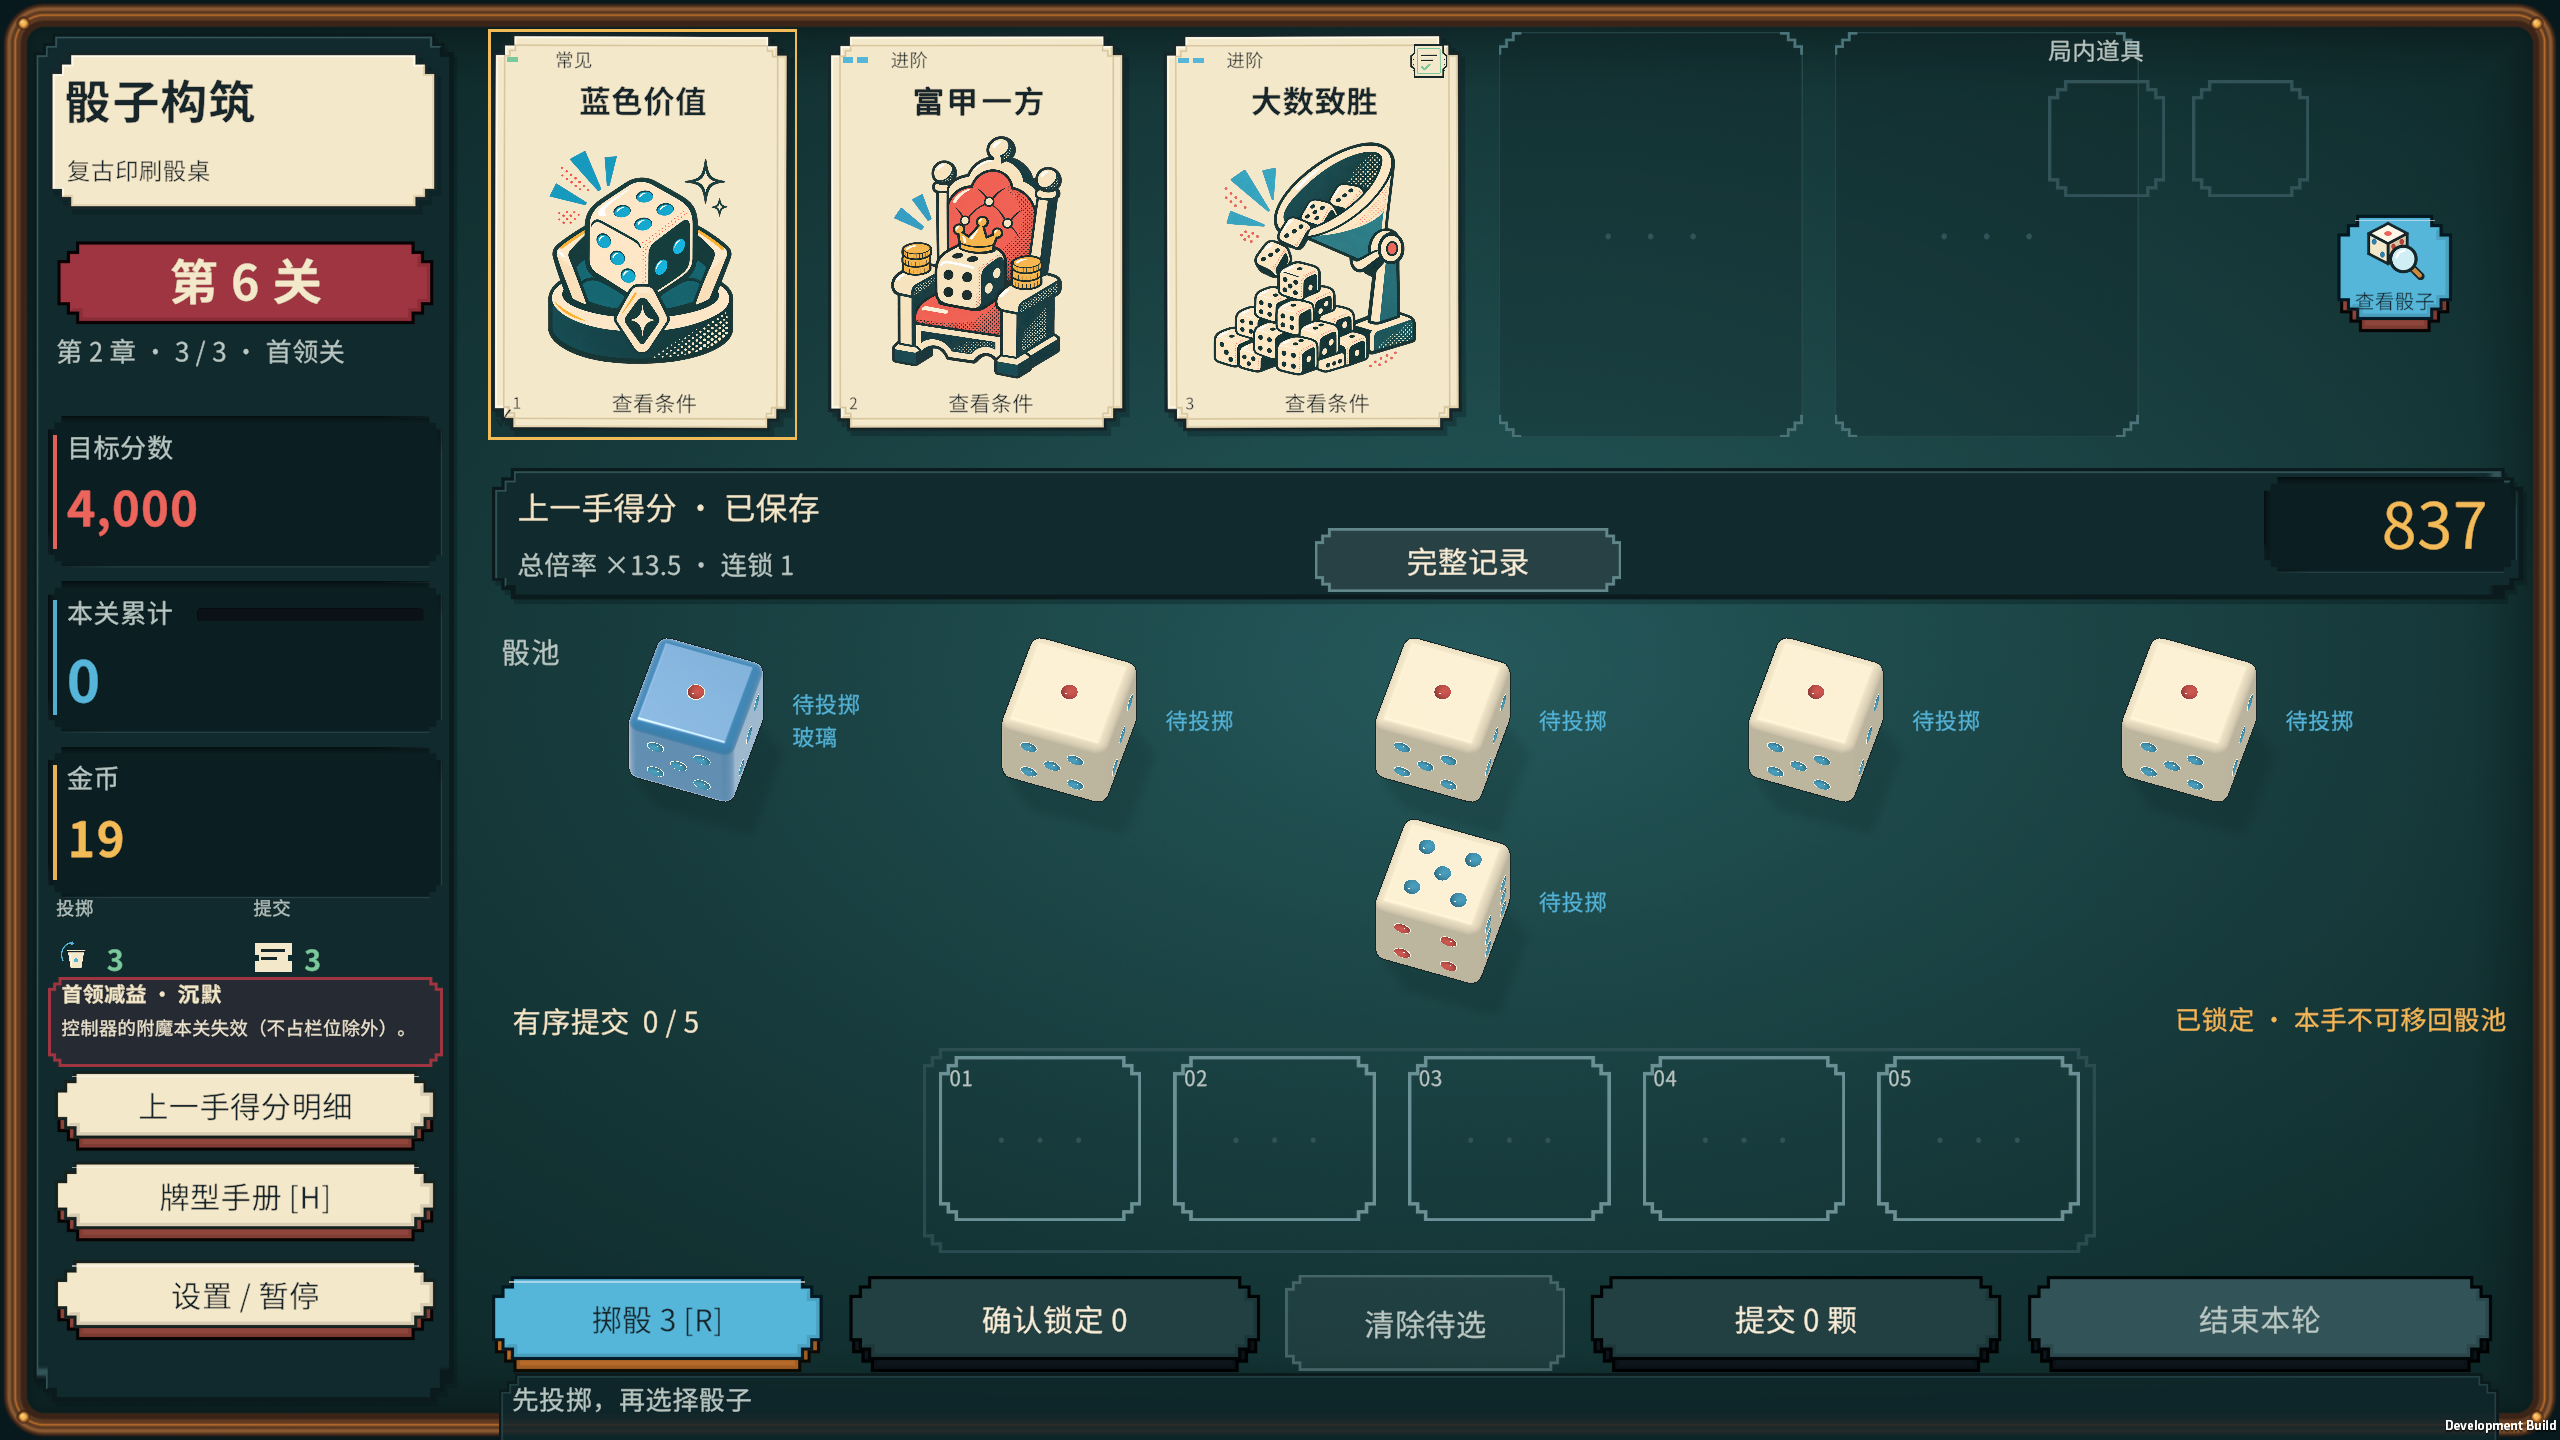 骰子构筑
复古印刷骰桌
第 6 关
第 2 章 · 3 / 3 · 首领关
目标分数
4,000
本关累计
0
金币
19
投掷
提交
3
3
首领减益 · 沉默
控制器的附魔本关失效（不占栏位除外）。
上一手得分明细
牌型手册 [H]
设置 / 暂停
常见
蓝色价值
1
查看条件
进阶
富甲一方
2
查看条件
进阶
大数致胜
3
查看条件
局内道具
查看骰子
上一手得分 · 已保存
总倍率 ×13.5 · 连锁 1
完整记录
837
骰池
待投掷
玻璃
待投掷
待投掷
待投掷
待投掷
待投掷
有序提交 0 / 5
已锁定 · 本手不可移回骰池
01
02
03
04
05
掷骰 3 [R]
确认锁定 0
清除待选
提交 0 颗
结束本轮
先投掷，再选择骰子
Development Build